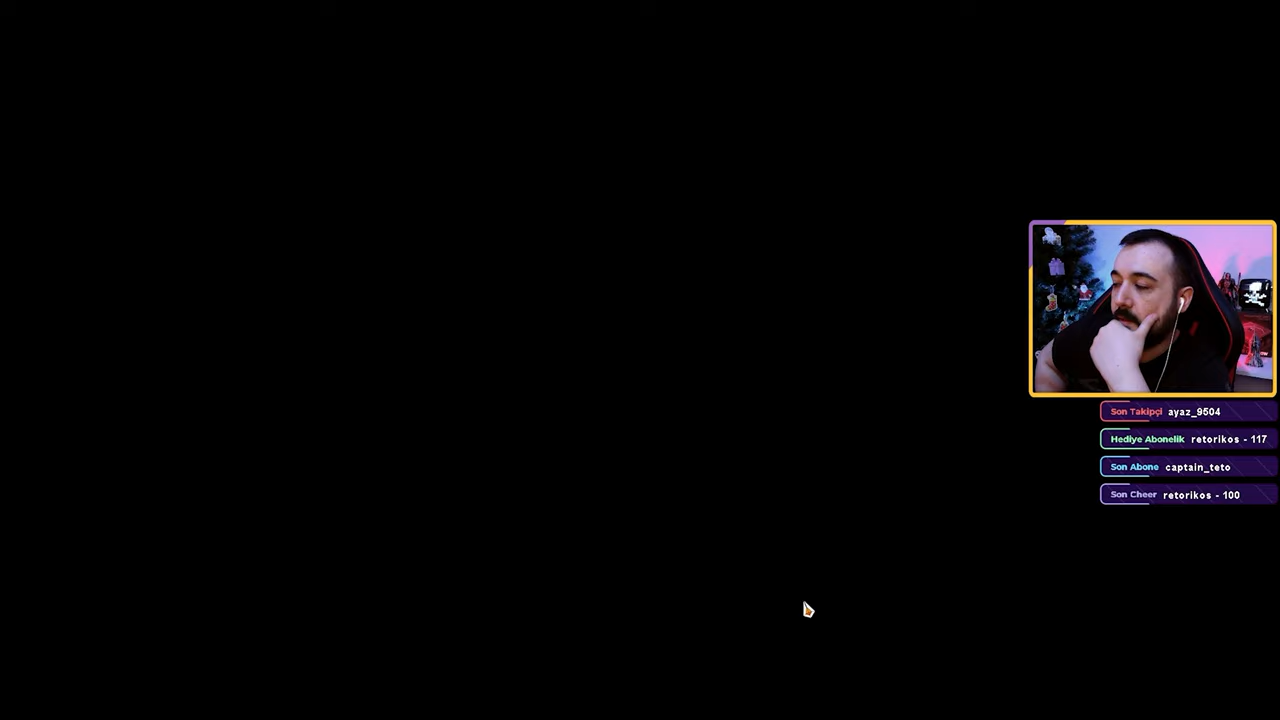 Son Takipçi ayaz_9504
Hediye Abonelik retorikos - 117
Son Abone captain_teto
Son Cheer retorikos - 100